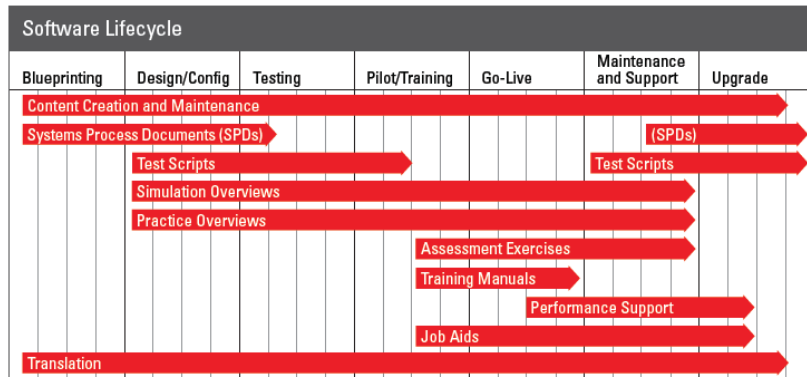 Software Lifecycle
Blueprinting
Design/Config
Testing
Pilot/Training
Go-Live
Maintenance
and Support
Upgrade
Content Creation and Maintenance
Systems Process Documents (SPDs)
(SPDs)
Test Scripts
Test Scripts
Simulation Overviews
Practice Overviews
Assessment Exercises
Training Manuals
Performance Support
Job Aids
Translation